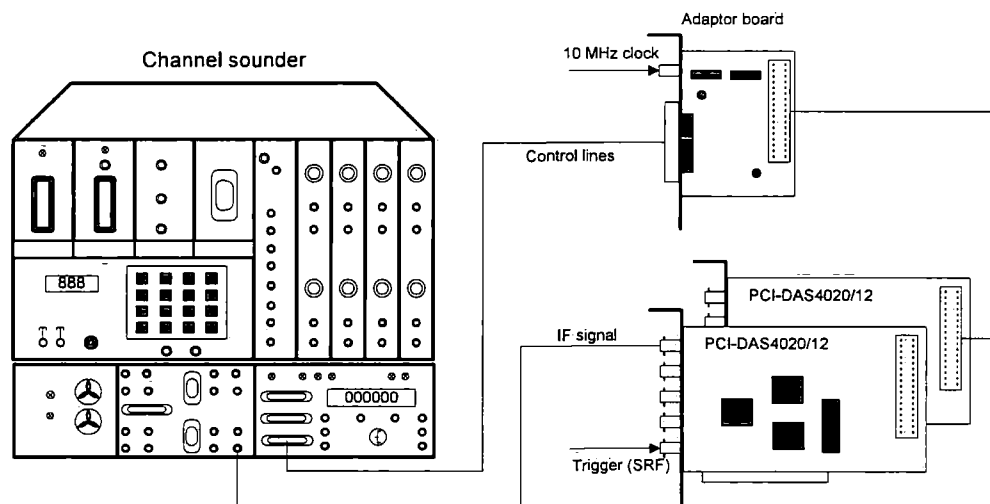 Adaptor board
10 MHz clock
Channel sounder
Control lines
888
PCI-DAS4020/12
IF signal
PCI-DAS4020/12
000000
Trigger (SRF)